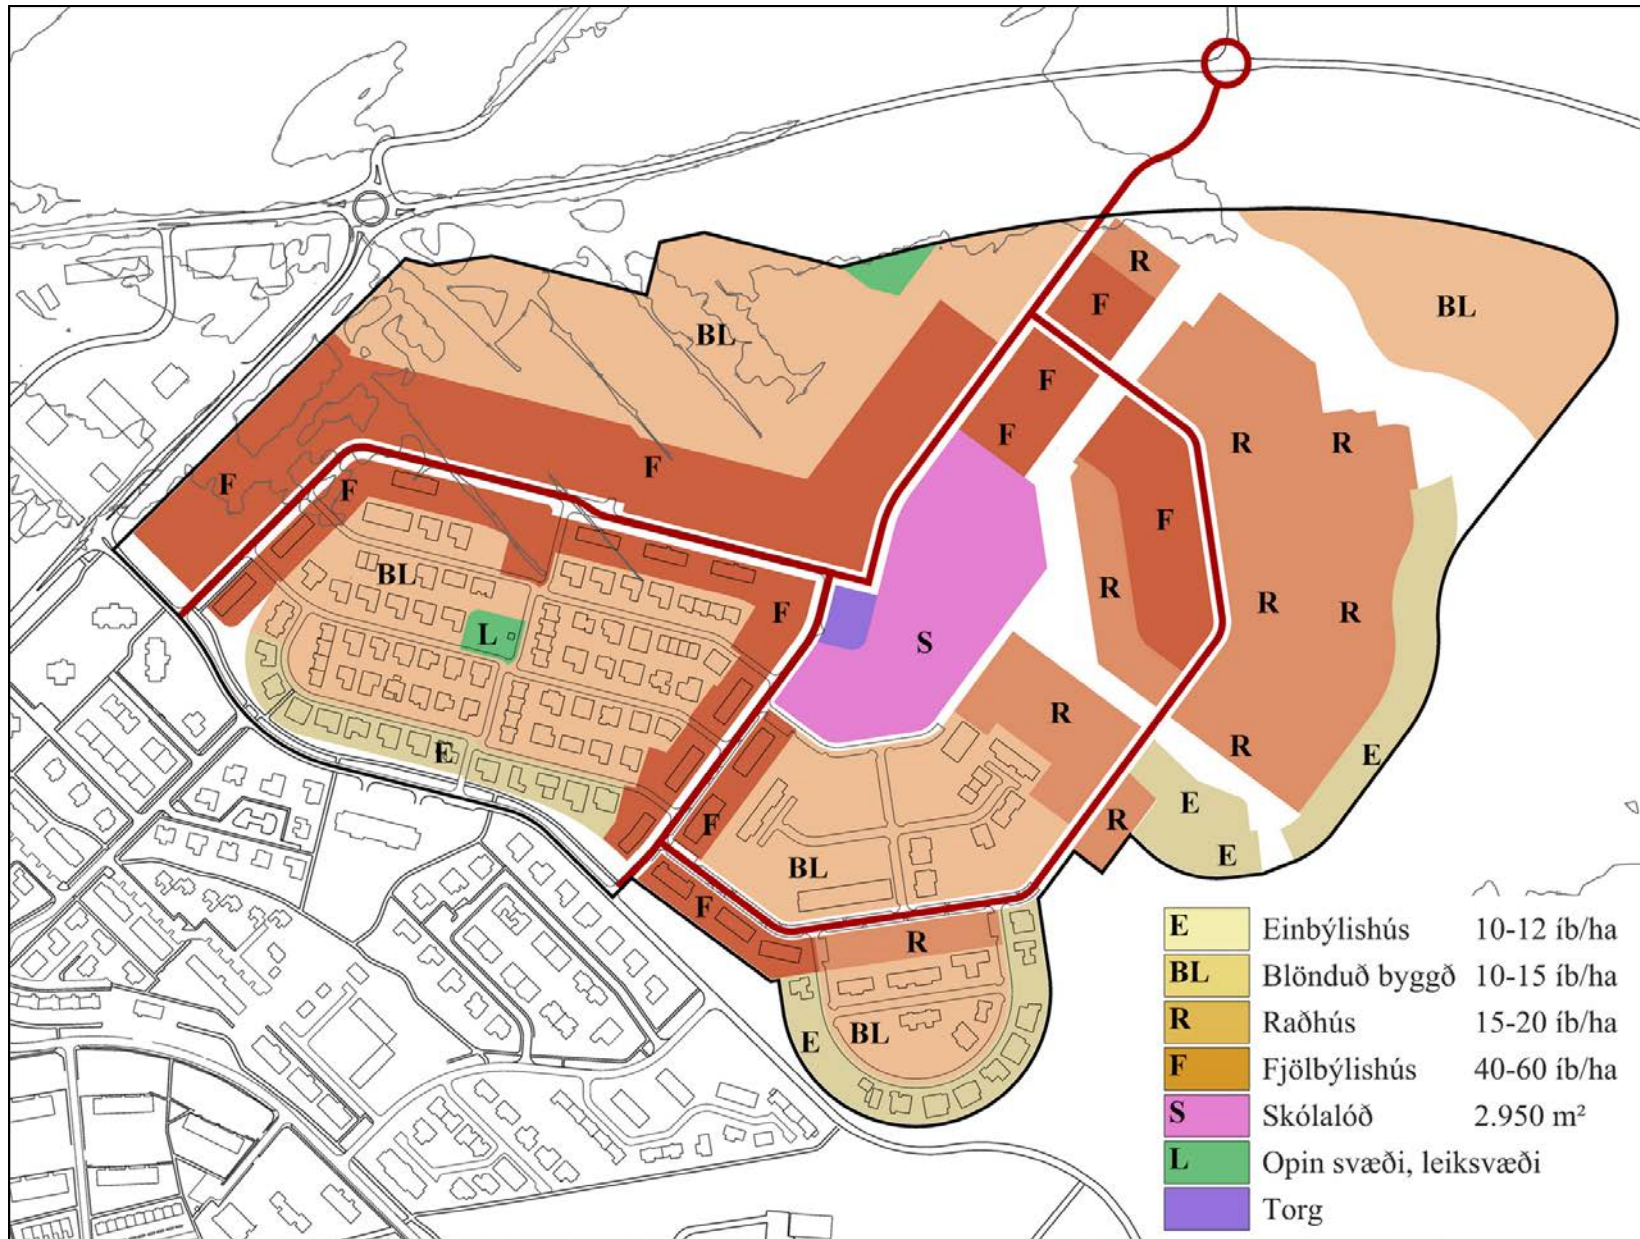 R
BL
F
BL
F
F
R
R
F
F
F
F
BL
R
R
R
F
L
S
R
E
R
E
E
R
F
BL
E
F
R
BL
E
E Einbýlishús 10-12 íb/ha
BL Blönduð byggð 10-15 íb/ha
R Raðhús 15-20 íb/ha
F Fjölbýlishús 40-60 íb/ha
S Skólalóð 2.950 m²
L Opin svæði, leiksvæði
Torg